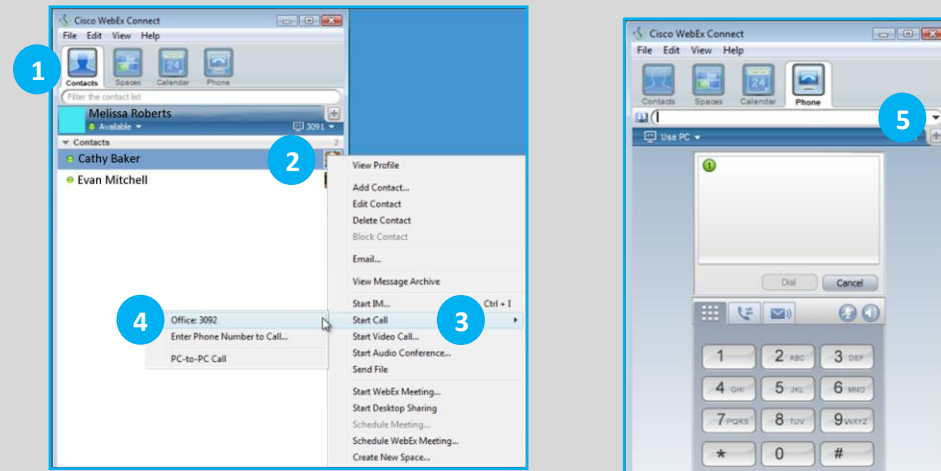 Cisco WebEx Connect
File Edit View Help
1
Contacts Spaces Calendar Phone
Filter the contact list
Melissa Roberts
Available 3091
Contacts 2
Cathy Baker
2
Evan Mitchell
View Profile
Add Contact...
Edit Contact
Delete Contact
Block Contact
Email...
View Message Archive
Start IM... Ctrl + I
Start Call
3
Start Video Call...
Start Audio Conference...
Send File
Start WebEx Meeting...
Start Desktop Sharing
Schedule Meeting...
Schedule WebEx Meeting...
Create New Space...
4
Office: 3092
Enter Phone Number to Call...
PC-to-PC Call
Cisco WebEx Connect
File Edit View Help
Contacts Spaces Calendar Phone
24
5
Use PC
1
Dial Cancel
1 2 ABC 3 DEF
4 GHI 5 JKL 6 MNO
7 PQRS 8 TUV 9 WXYZ
* 0 #